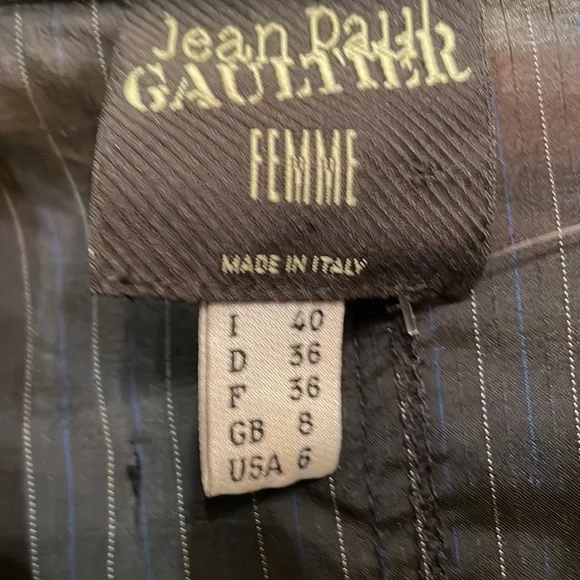 Jean Paul
GAULTIER
FEMME
MADE IN ITALY
I 40
D 36
F 36
GB 8
USA 6